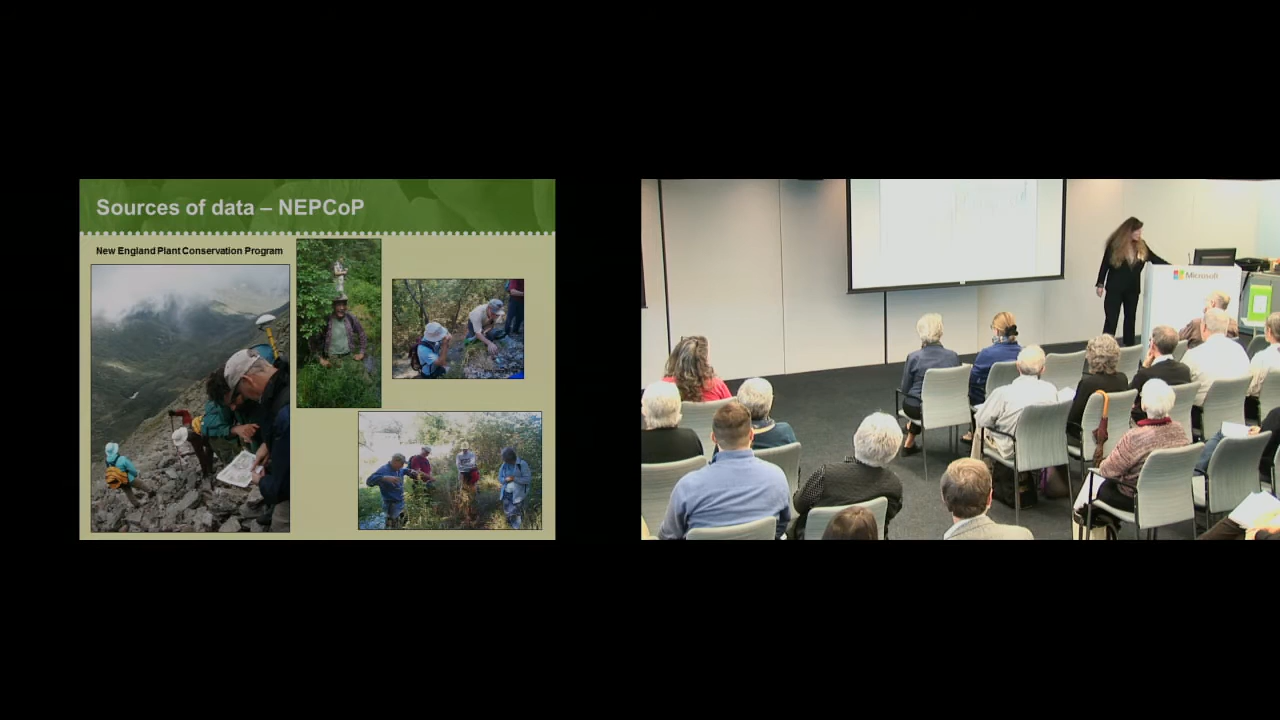 Sources of data – NEPCoP
New England Plant Conservation Program
Microsoft